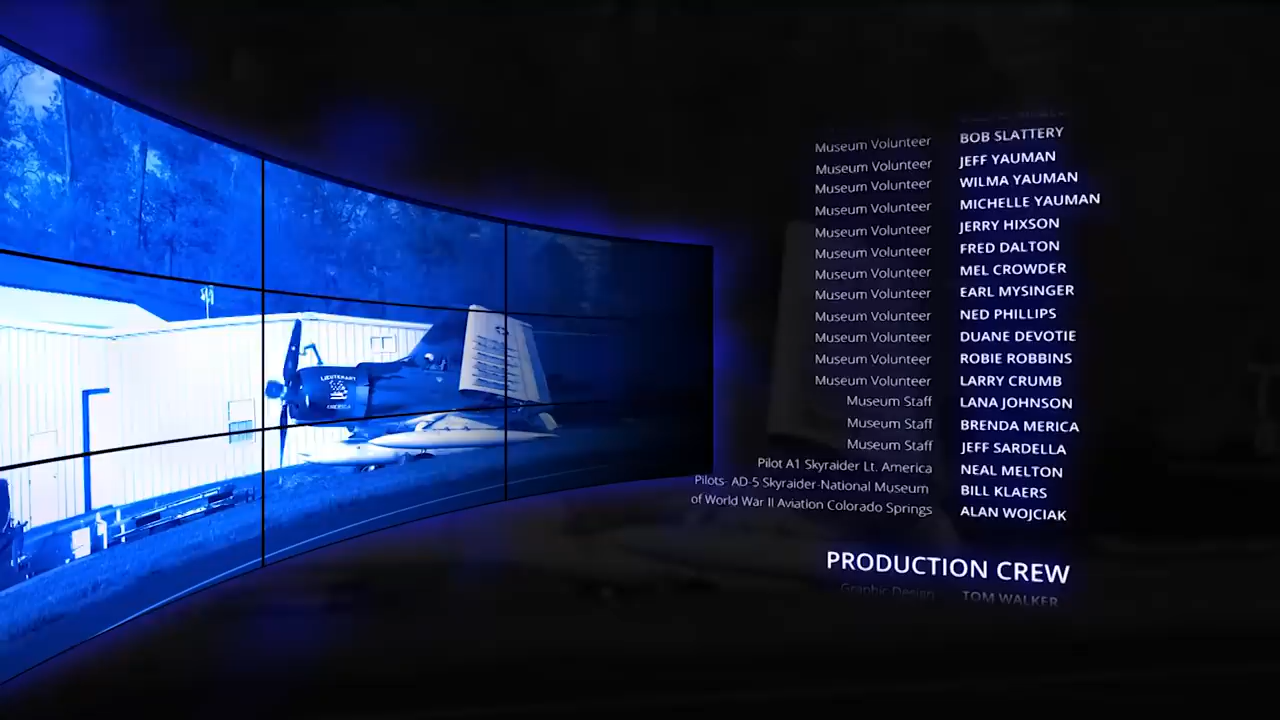 LIEUTENANT
AMERICA
Museum Volunteer BOB SLATTERY
Museum Volunteer JEFF YAUMAN
Museum Volunteer WILMA YAUMAN
Museum Volunteer MICHELLE YAUMAN
Museum Volunteer JERRY HIXSON
Museum Volunteer FRED DALTON
Museum Volunteer MEL CROWDER
Museum Volunteer EARL MYSINGER
Museum Volunteer NED PHILLIPS
Museum Volunteer DUANE DEVOTIE
Museum Volunteer ROBIE ROBBINS
Museum Volunteer LARRY CRUMB
Museum Staff LANA JOHNSON
Museum Staff BRENDA MERICA
Museum Staff JEFF SARDELLA
Pilot A1 Skyraider Lt. America NEAL MELTON
Pilots- AD-5 Skyraider-National Museum BILL KLAERS
of World War II Aviation Colorado Springs ALAN WOJCIAK
PRODUCTION CREW
Graphic Design TOM WALKER